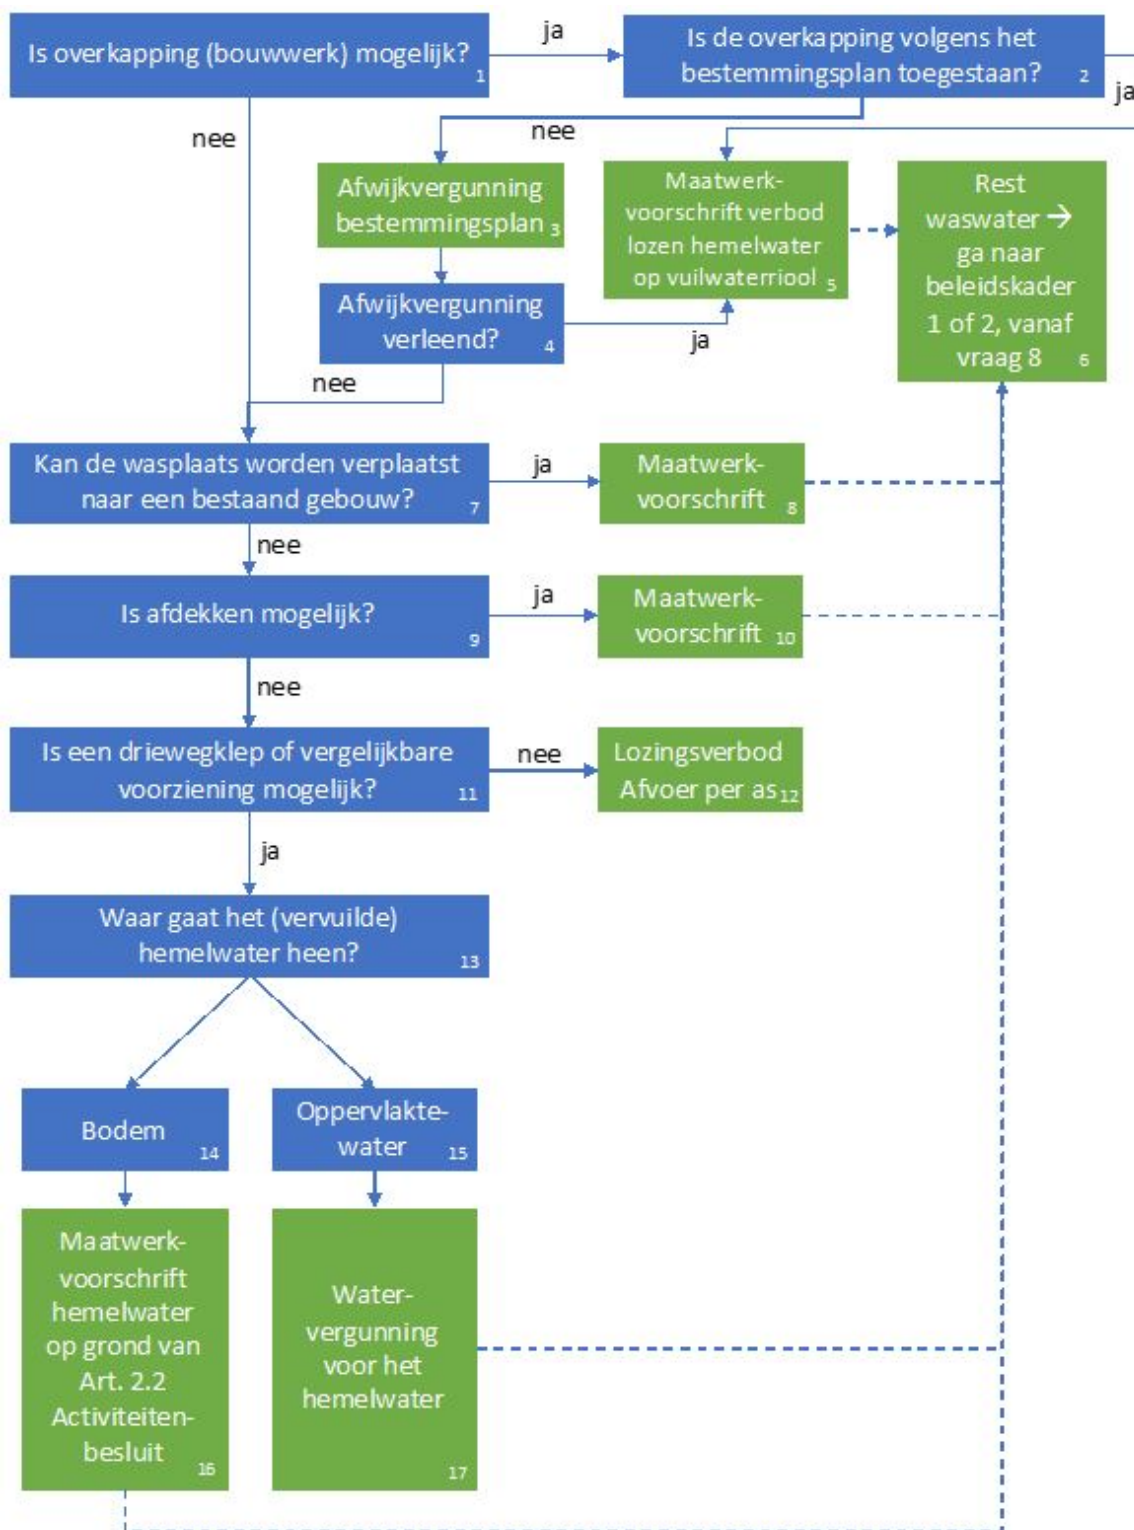 Is overkapping (bouwwerk) mogelijk?
1
ja
Is de overkapping volgens het
bestemmingsplan toegestaan?
2
ja
nee
nee
Afwijkvergunning
bestemmingsplan
3
Maatwerk-
voorschrift verbod
lozen hemelwater
op vuilwaterriool
5
Rest
waswater →
ga naar
beleidskader
1 of 2, vanaf
vraag 8
6
Afwijkvergunning
verleend?
4
ja
nee
Kan de wasplaats worden verplaatst
naar een bestaand gebouw?
7
ja
Maatwerk-
voorschrift
8
nee
Is afdekken mogelijk?
9
ja
Maatwerk-
voorschrift
10
nee
Is een driewegklep of vergelijkbare
voorziening mogelijk?
11
nee
Lozingsverbod
Afvoer per as
12
ja
Waar gaat het (vervuilde)
hemelwater heen?
13
Bodem
14
Oppervlakte-
water
15
Maatwerk-
voorschrift
hemelwater
op grond van
Art. 2.2
Activiteiten-
besluit
16
Water-
vergunning
voor het
hemelwater
17